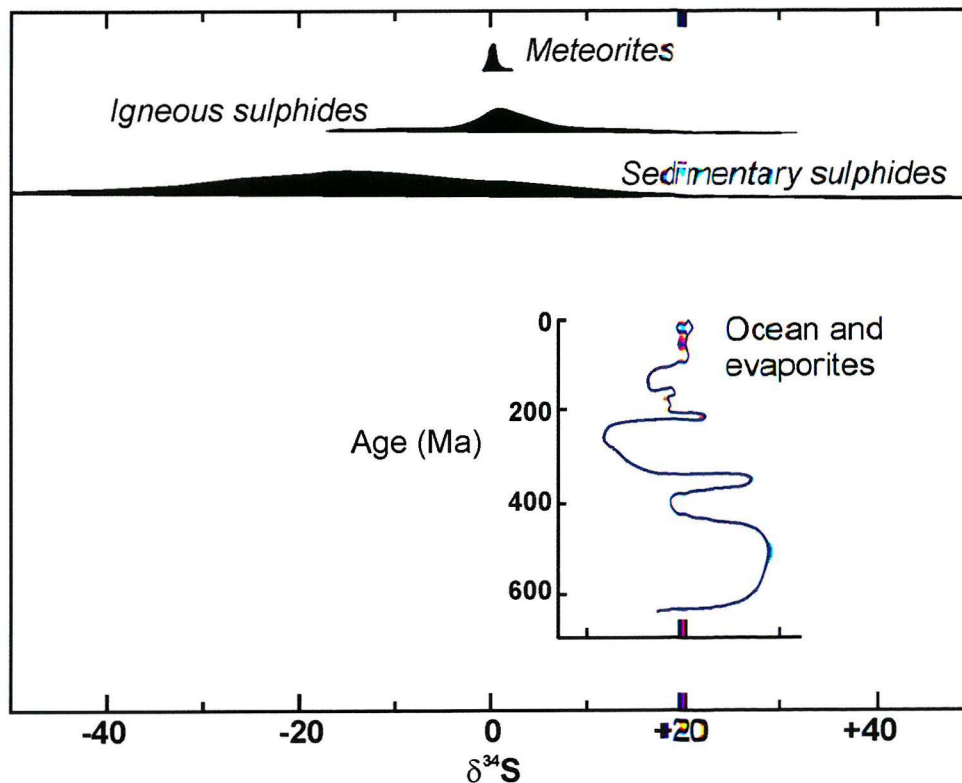 Meteorites
Igneous sulphides
Sedimentary sulphides
0
Ocean and
evaporites
200
Age (Ma)
400
600
-40
-20
0
+20
+40
δ³⁴S